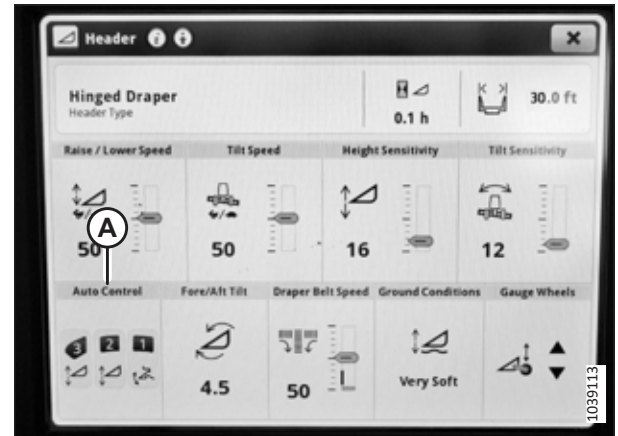 Header
Hinged Draper
Header Type
0.1 h
30.0 ft
Raise / Lower Speed
Tilt Speed
Height Sensitivity
Tilt Sensitivity
50
50
16
12
A
Auto Control
Fore/Aft Tilt
Draper Belt Speed
Ground Conditions
Gauge Wheels
3 2 1
4.5
50
Very Soft
1039113